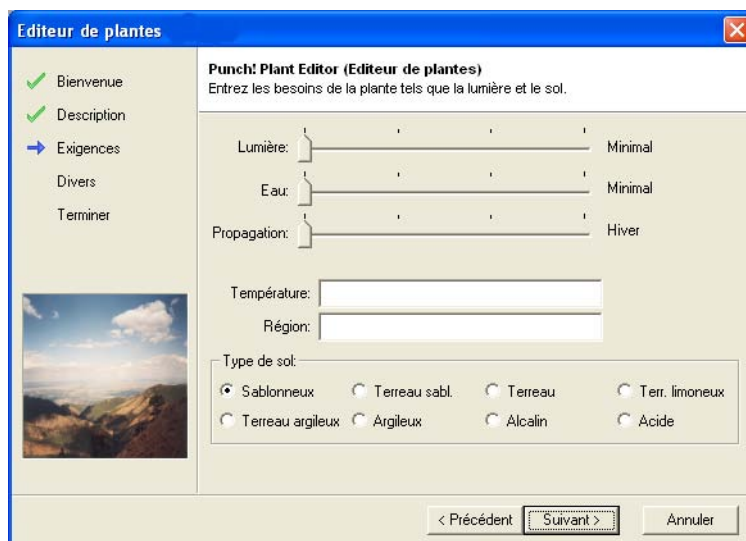 Editeur de plantes
Bienvenue
Description
Exigences
Divers
Terminer
Punch! Plant Editor (Editeur de plantes)
Entrez les besoins de la plante tels que la lumière et le sol.
Lumière: Minimal
Eau: Minimal
Propagation: Hiver
Température:
Région:
Type de sol:
Sablonneux Terreau sabl. Terreau Terr. limoneux
Terreau argileux Argileux Alcalin Acide
< Précédent Suivant > Annuler